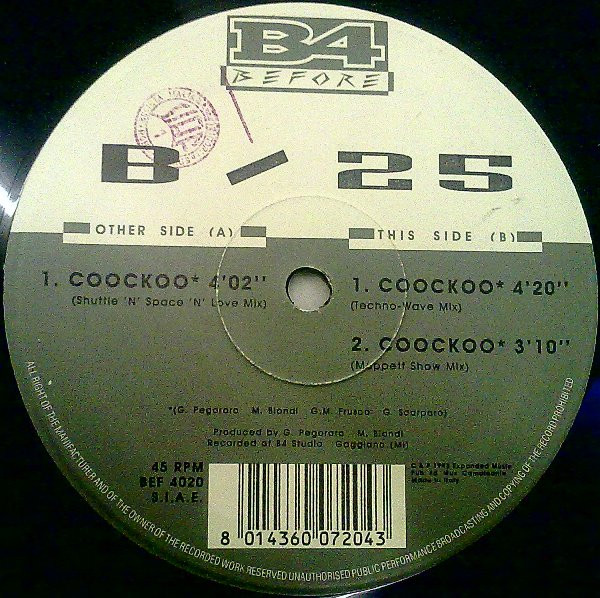 B4
BEFORE
B - 25
OTHER SIDE (A)
1. COOCKOO* 4'02"
(Shuttle 'N' Space 'N' Love Mix)
THIS SIDE (B)
1. COOCKOO* 4'20"
(Techno-Wave Mix)
2. COOCKOO* 3'10"
(Muppett Show Mix)
*(G. Pegoraro M. Biondi G.M. Frusca G. Scarparo)
Produced by G. Pegoraro M. Biondi
Recorded at B4 Studio Gaggiano (Mi)
45 RPM
BEF 4020
S.I.A.E.
8 014360 072043
Expanded Music
Made in Italy
ALL RIGHT OF THE MANUFACTURER AND OF THE OWNER OF THE RECORDED WORK RESERVED UNAUTHORISED PUBLIC PERFORMANCE BROADCASTING AND COPYING OF THE RECORD PROHIBITED